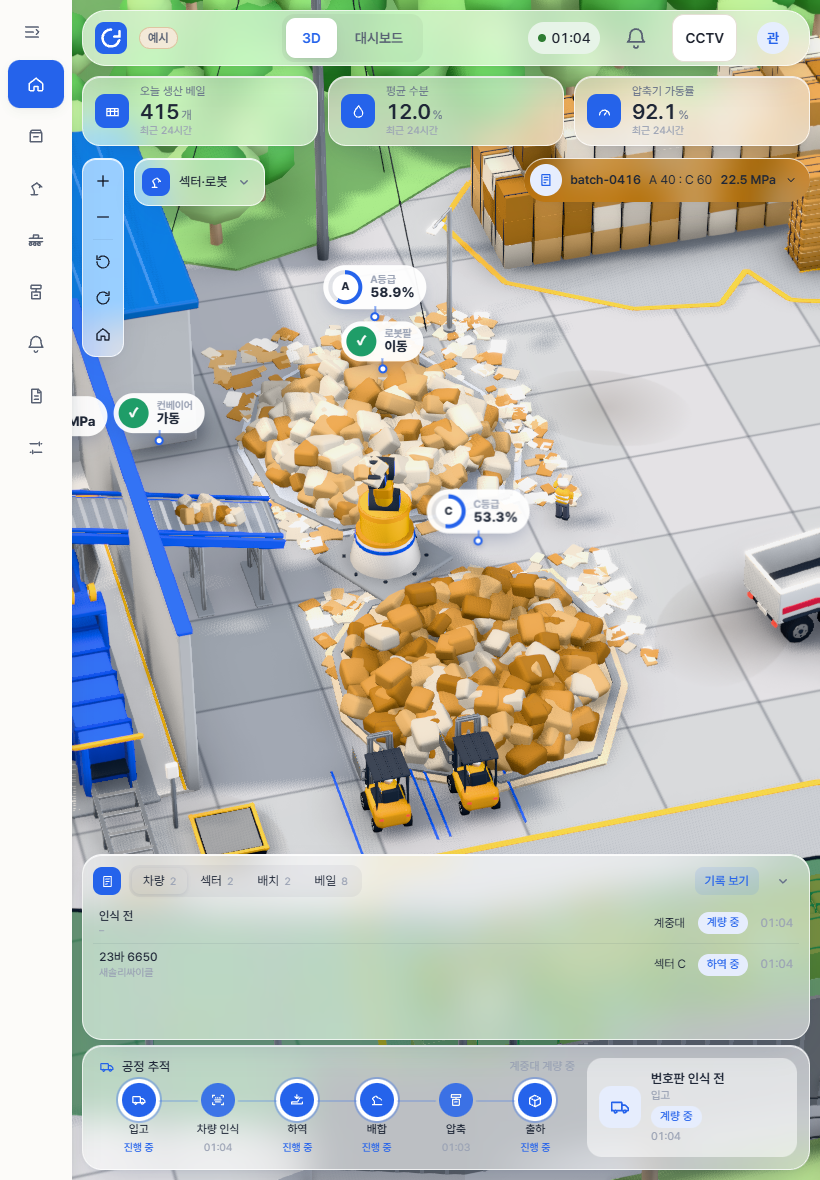 예시
3D
대시보드
01:04
CCTV
관
오늘 생산 베일
415개
최근 24시간
평균 수분
12.0%
최근 24시간
압축기 가동률
92.1%
최근 24시간
섹터·로봇
batch-0416 A 40 : C 60 22.5 MPa
A
A등급
58.9%
로봇팔
이동
MPa
컨베이어
가동
C
C등급
53.3%
차량 2
섹터 2
배치 2
베일 8
기록 보기
인식 전
–
계중대
계량 중
01:04
23바 6650
새솔리싸이클
섹터 C
하역 중
01:04
공정 추적
계중대 계량 중
입고
진행 중
차량 인식
01:04
하역
진행 중
배합
진행 중
압축
01:03
출하
진행 중
번호판 인식 전
입고
계량 중
01:04